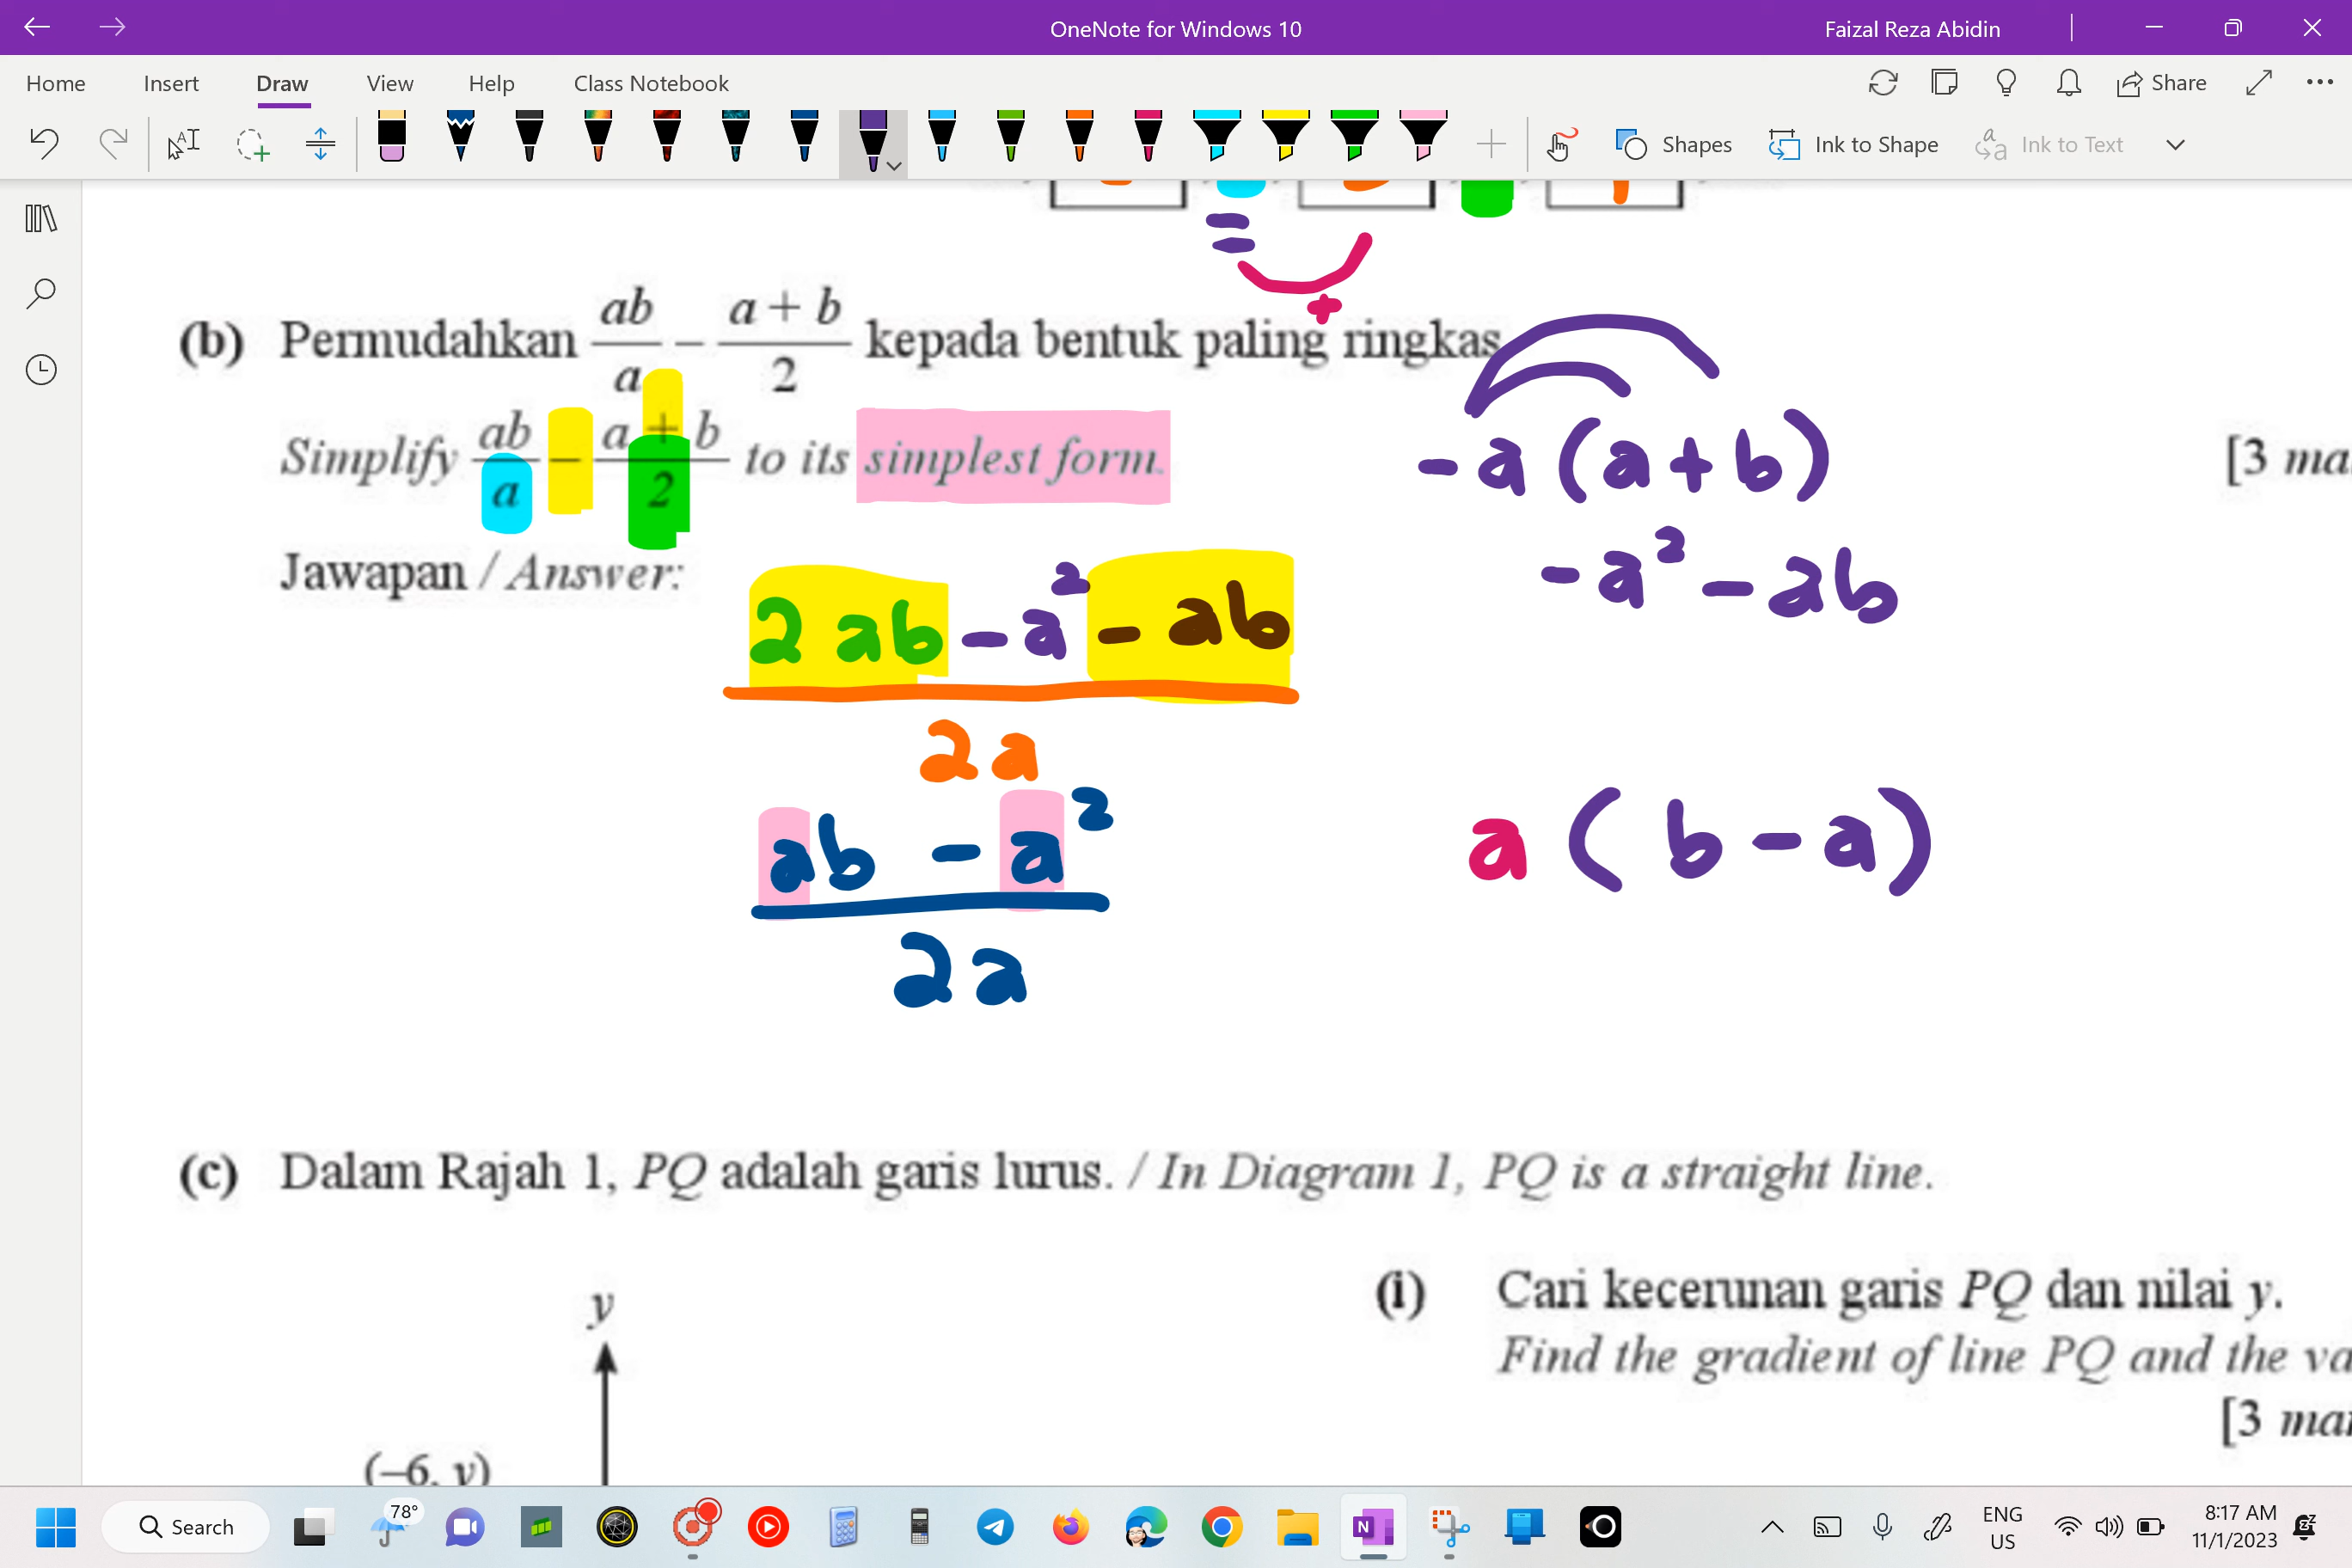 OneNote for Windows 10
Faizal Reza Abidin
Home Insert Draw View Help Class Notebook
Share
Shapes Ink to Shape Ink to Text
=
+
(b) Permudahkan ab/a − (a + b)/2 kepada bentuk paling ringkas
Simplify ab/a − (a + b)/2 to its simplest form.
[3
Jawapan / Answer:
-a(a+b)
-a² - ab
2ab - a² - ab
2a
ab - a²
2a
a(b-a)
(c) Dalam Rajah 1, PQ adalah garis lurus. / In Diagram 1, PQ is a straight line.
y
(i) Cari kecerunan garis PQ dan nilai y.
Find the gradient of line PQ and the
[3
(–6, y)
Search
78°
ENG
US
8:17 AM
11/1/2023